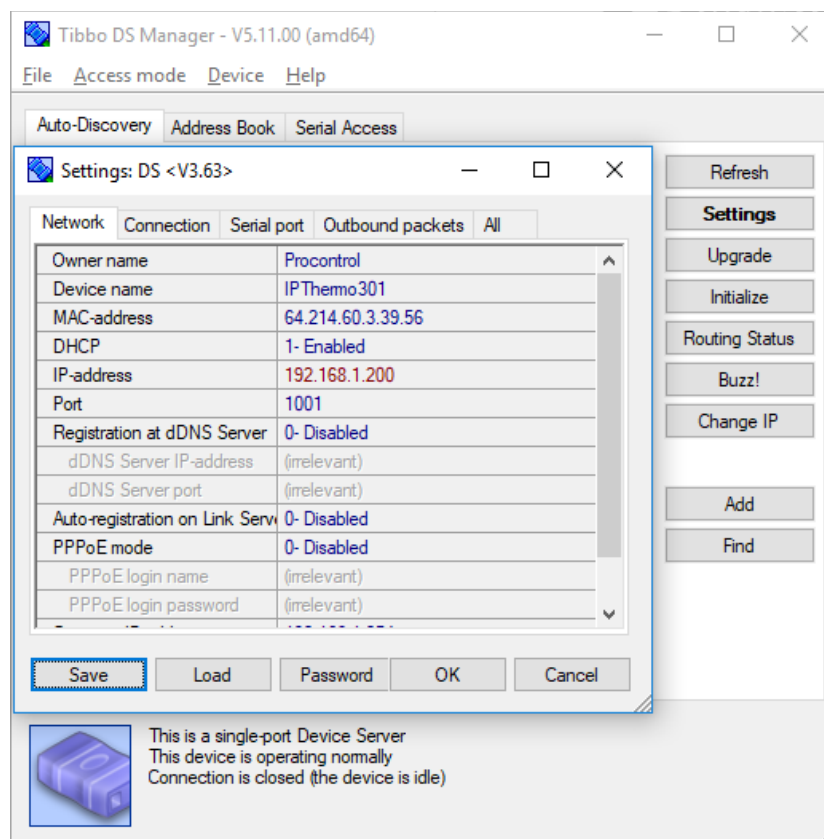 Tibbo DS Manager - V5.11.00 (amd64)
File Access mode Device Help
Auto-Discovery Address Book Serial Access
Settings: DS <V3.63>
Network Connection Serial port Outbound packets All
Owner name Procontrol
Device name IPThermo301
MAC-address 64.214.60.3.39.56
DHCP 1- Enabled
IP-address 192.168.1.200
Port 1001
Registration at dDNS Server 0- Disabled
dDNS Server IP-address (irrelevant)
dDNS Server port (irrelevant)
Auto-registration on Link Serv 0- Disabled
PPPoE mode 0- Disabled
PPPoE login name (irrelevant)
PPPoE login password (irrelevant)
Save Load Password OK Cancel
Refresh
Settings
Upgrade
Initialize
Routing Status
Buzz!
Change IP
Add
Find
This is a single-port Device Server
This device is operating normally
Connection is closed (the device is idle)